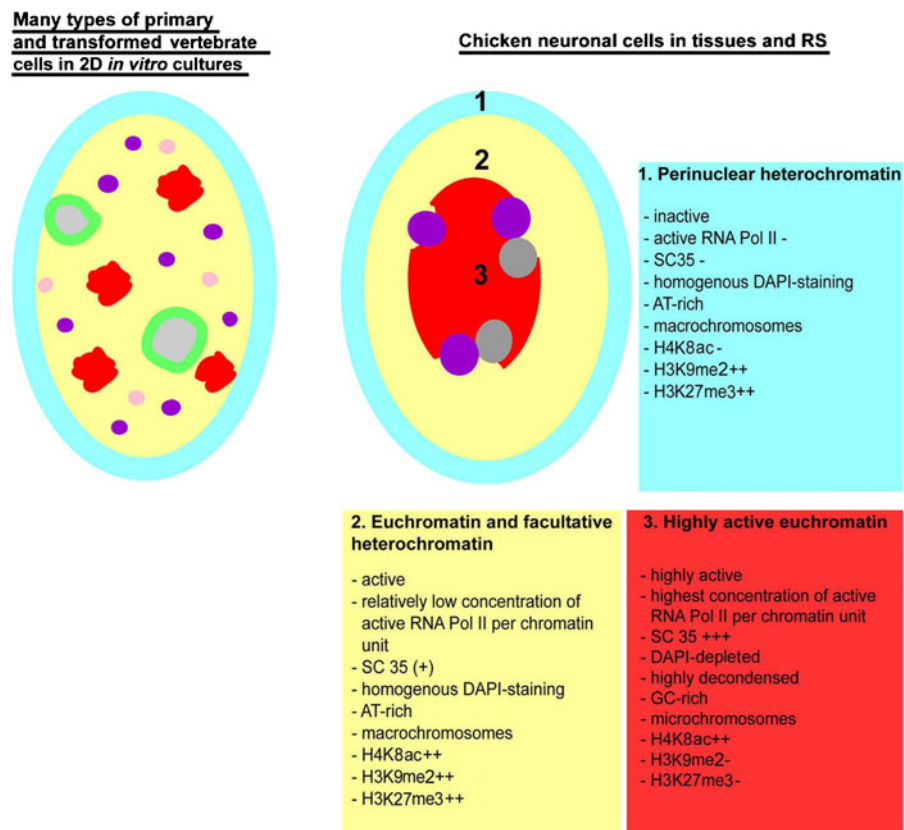 Many types of primary
and transformed vertebrate
cells in 2D in vitro cultures
Chicken neuronal cells in tissues and RS
1
2
3
1. Perinuclear heterochromatin
- inactive
- active RNA Pol II -
- SC35 -
- homogenous DAPI-staining
- AT-rich
- macrochromosomes
- H4K8ac -
- H3K9me2++
- H3K27me3++
2. Euchromatin and facultative
heterochromatin
- active
- relatively low concentration of
active RNA Pol II per chromatin
unit
- SC 35 (+)
- homogenous DAPI-staining
- AT-rich
- macrochromosomes
- H4K8ac++
- H3K9me2++
- H3K27me3++
3. Highly active euchromatin
- highly active
- highest concentration of active
RNA Pol II per chromatin unit
- SC 35 +++
- DAPI-depleted
- highly decondensed
- GC-rich
- microchromosomes
- H4K8ac++
- H3K9me2-
- H3K27me3-